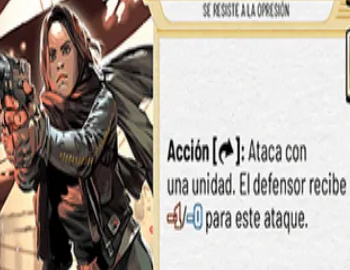 SE RESISTE A LA OPRESIÓN
Acción [↷]: Ataca con
una unidad. El defensor recibe
-1/-0 para este ataque.